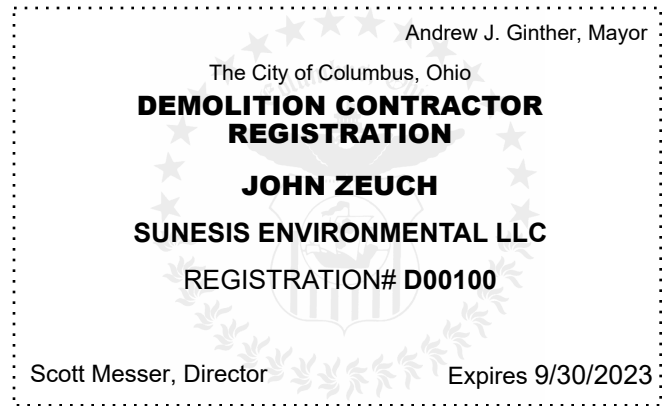 Andrew J. Ginther, Mayor
The City of Columbus, Ohio
DEMOLITION CONTRACTOR
REGISTRATION
JOHN ZEUCH
SUNESIS ENVIRONMENTAL LLC
REGISTRATION# D00100
Scott Messer, Director
Expires 9/30/2023